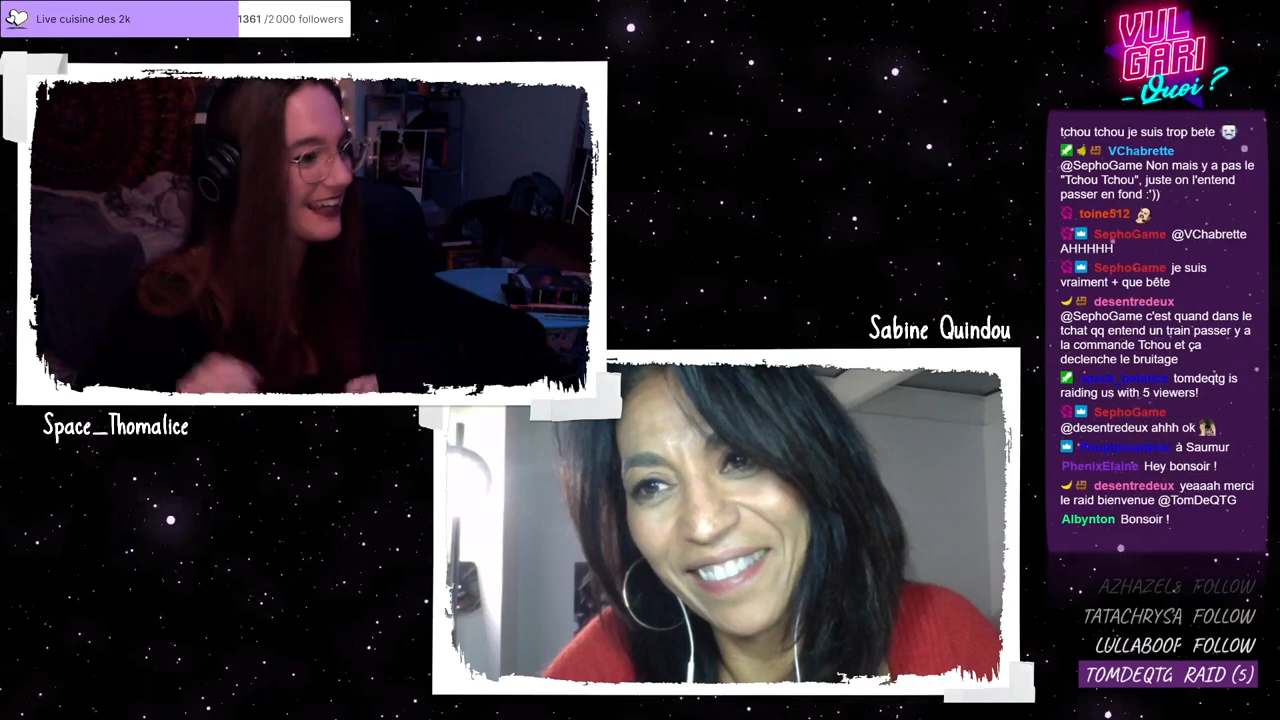 Live cuisine des 2k
1361 /2 000 followers
VUL
GARI
-Quoi ?
tchou tchou je suis trop bete
VChabrette
@SephoGame Non mais y a pas le
"Tchou Tchou", juste on l'entend
passer en fond :'))
toine512
SephoGame @VChabrette
AHHHHH
SephoGame je suis
vraiment + que bête
desentredeux
@SephoGame c'est quand dans le
tchat qq entend un train passer y a
la commande Tchou et ça
declenche le bruitage
tomdeqtg is
raiding us with 5 viewers!
SephoGame
@desentredeux ahhh ok
à Saumur
PhenixElaine Hey bonsoir !
desentredeux yeaaah merci
le raid bienvenue @TomDeQTG
Albynton Bonsoir !
Sabine Quindou
Space_Thomalice
FOLLOW
TATACHRYSA FOLLOW
LULLABOOF FOLLOW
TOMDEQTG RAID (5)